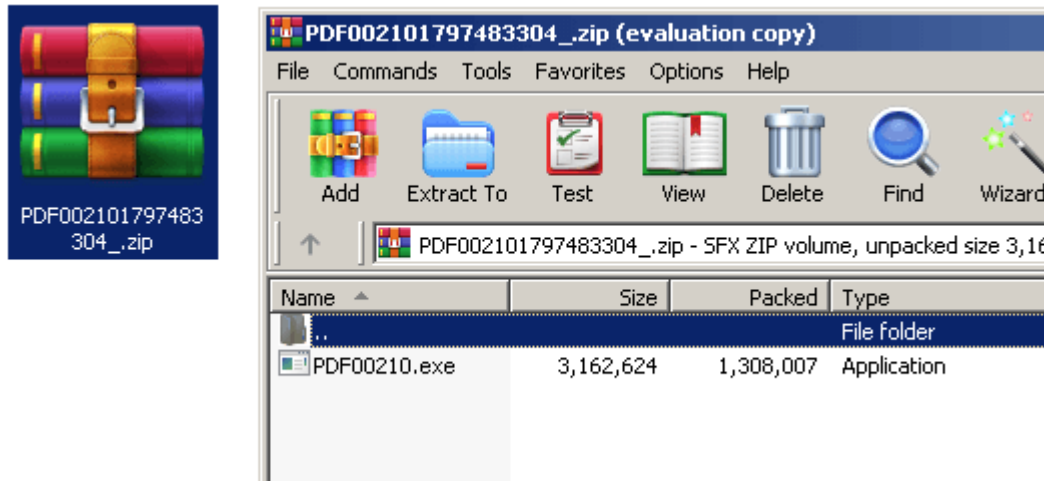 PDF002101797483
304_.zip
PDF002101797483304_.zip (evaluation copy)
File Commands Tools Favorites Options Help
Add Extract To Test View Delete Find Wizard
PDF002101797483304_.zip - SFX ZIP volume, unpacked size 3,16
Name Size Packed Type
.. File folder
PDF00210.exe 3,162,624 1,308,007 Application